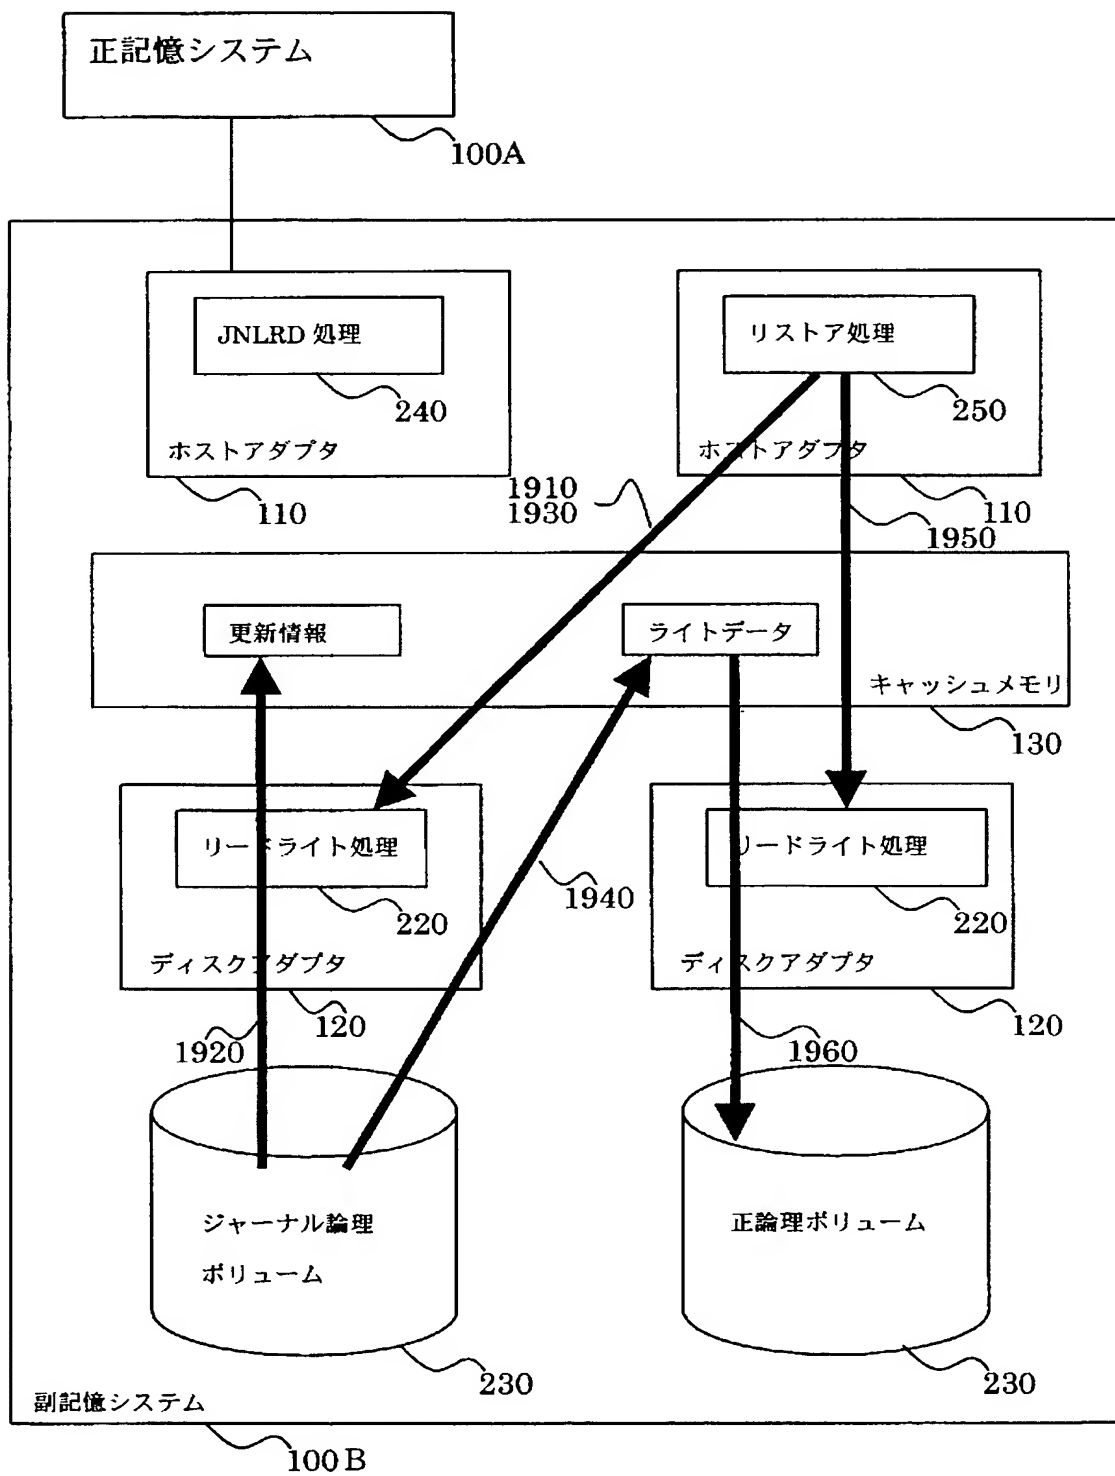 正記憶システム
100A
JNLRD 処理
240
ホストアダプタ
110
リストア処理
250
ホストアダプタ
110
1910
1930
1950
更新情報
ライトデータ
キャッシュメモリ
130
リードライト処理
220
ディスクアダプタ
120
1940
リードライト処理
220
ディスクアダプタ
120
1920
1960
ジャーナル論理
ボリューム
230
正論理ボリューム
230
副記憶システム
100B